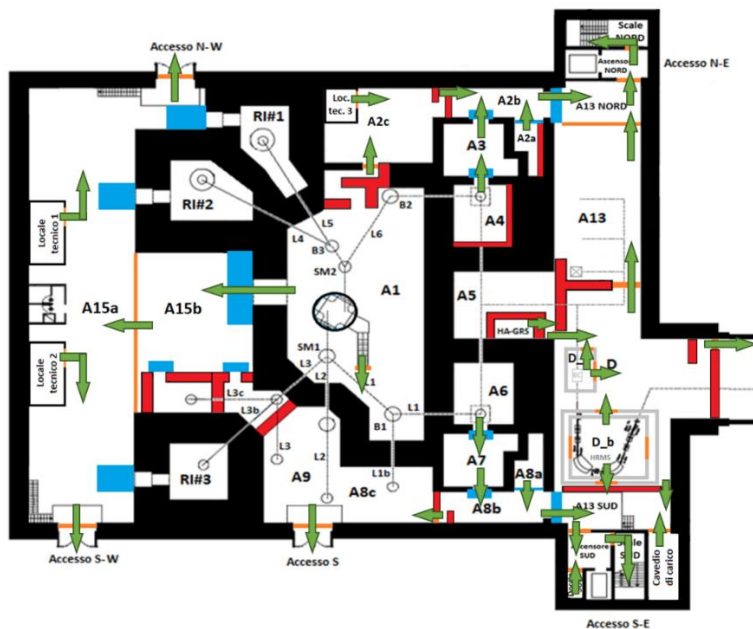 Scale
NORD
Accesso N-W
Ascensore
NORD
Accesso N-E
Loc.
tec. 3
A2c
A2b
A13 NORD
RI#1
A3
A2a
RI#2
Locale
tecnico 1
L5
L4
L6
B2
B3
A4
A13
SM2
A15a
A15b
A1
A5
HA-GRS
SM1
L3
L2
L1
D
Locale
tecnico 2
L3c
L3b
A6
L1
B1
D_b
HRMS
L3
RI#3
A9
L2
L1b
A8c
A7
A8a
A8b
A13 SUD
Accesso S-W
Accesso S
SUD
Cavedio
di carico
Accesso S-E